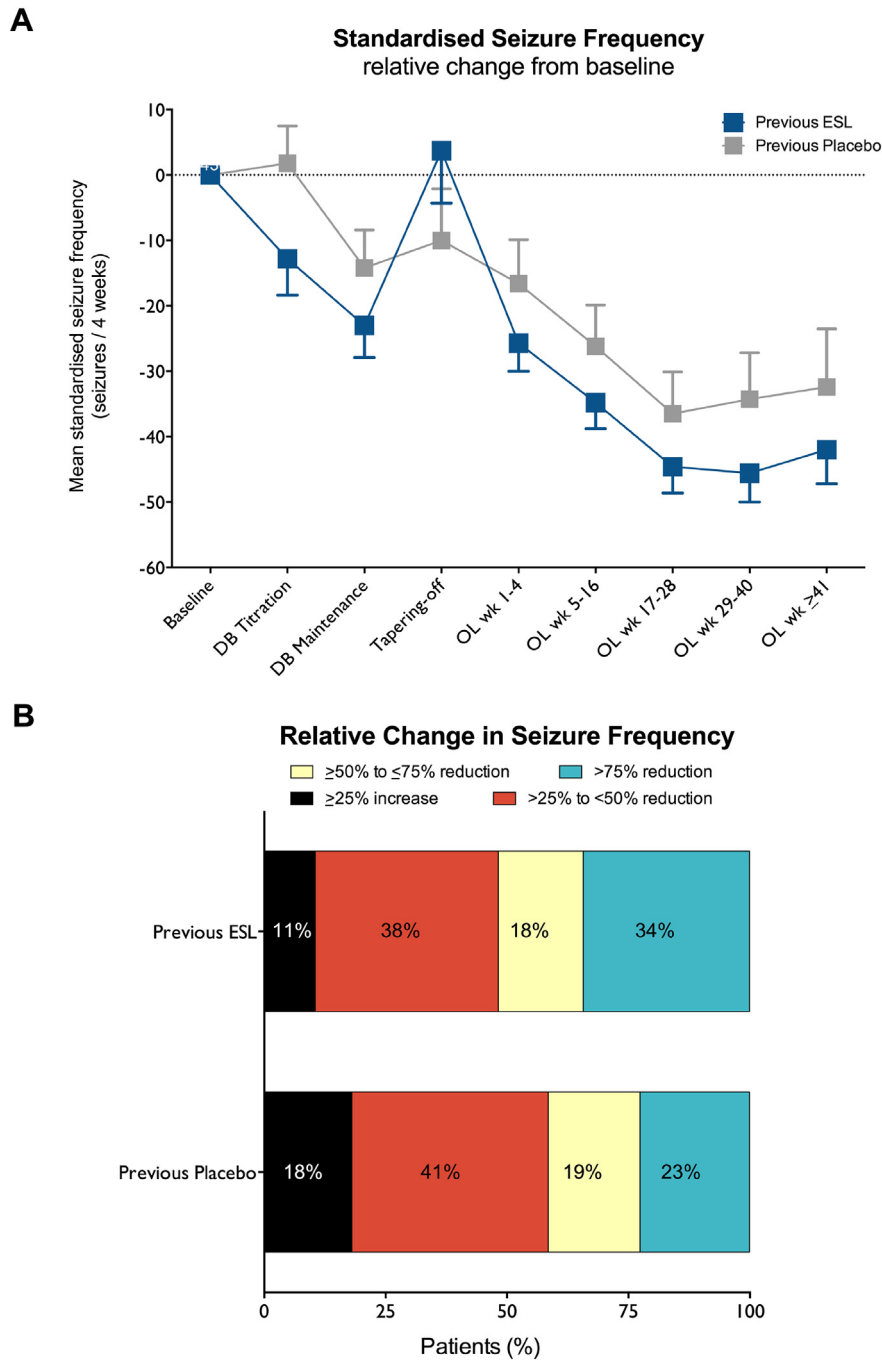 A
Standardised Seizure Frequency
relative change from baseline
Mean standardised seizure frequency
(seizures / 4 weeks)
10
0
-10
-20
-30
-40
-50
-60
Previous ESL
Previous Placebo
Baseline
DB Titration
DB Maintenance
Tapering-off
OL wk 1-4
OL wk 5-16
OL wk 17-28
OL wk 29-40
OL wk ≥41
B
Relative Change in Seizure Frequency
≥50% to ≤75% reduction
>75% reduction
≥25% increase
>25% to <50% reduction
Previous ESL
11%
38%
18%
34%
Previous Placebo
18%
41%
19%
23%
0
25
50
75
100
Patients (%)